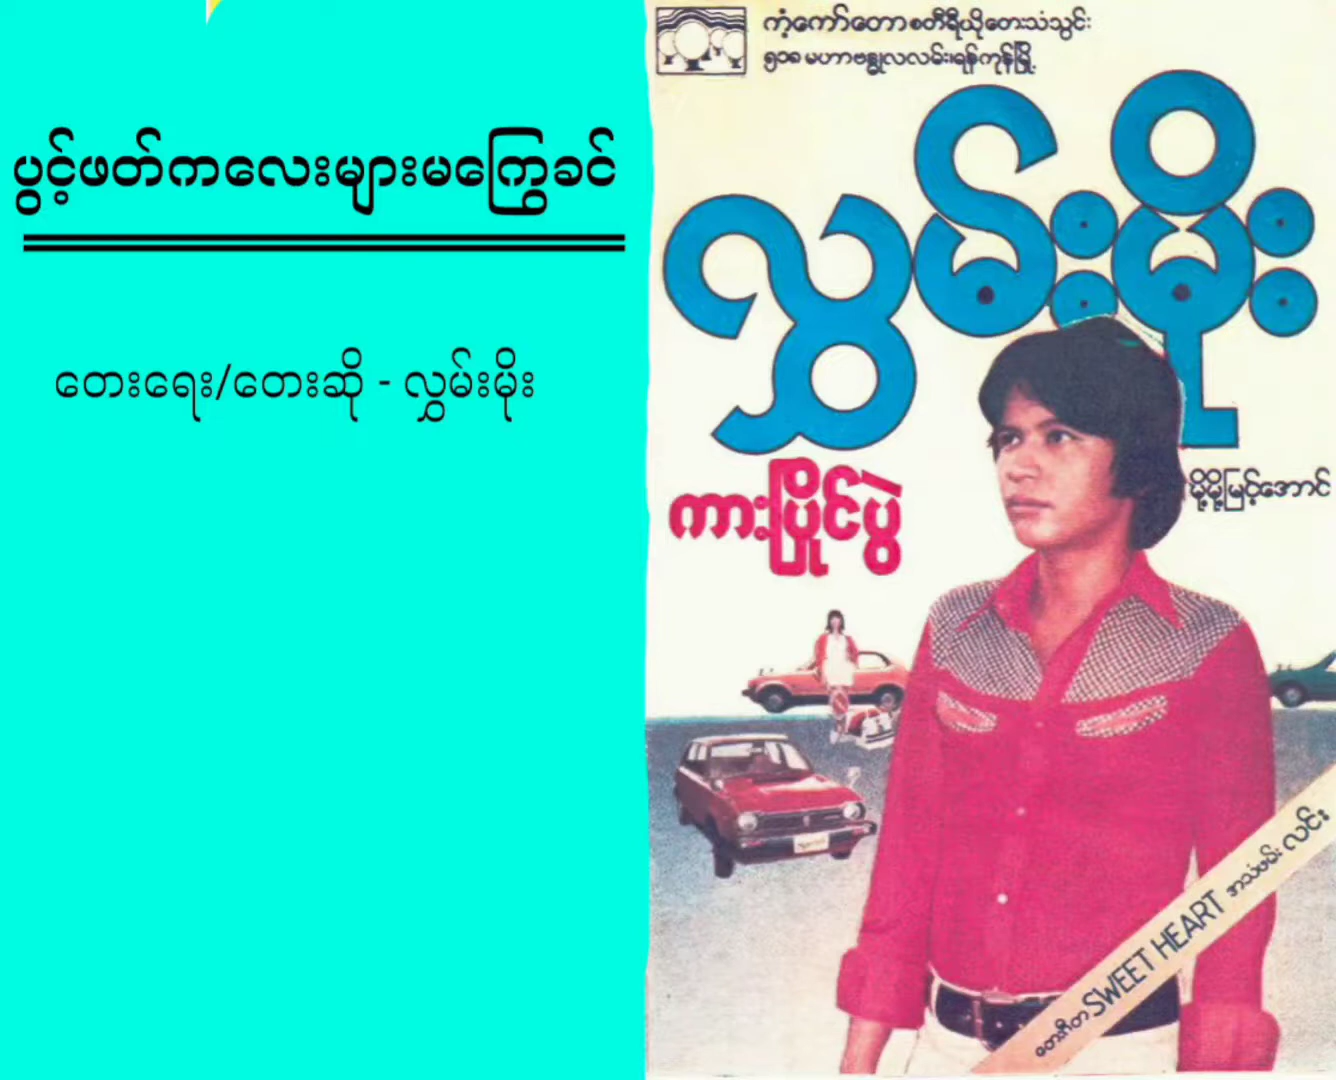 ပွင့်ဖတ်ကလေးများမကြွေခင်
တေးရေး/တေးဆို - လွှမ်းမိုး
ကံ့ကော်တောစတီရီယိုတေးသံသွင်း
၅၁၈ မဟာဗန္ဓုလလမ်း၊ရန်ကုန်မြို့
လွှမ်းမိုး
မို့မို့မြင့်အောင်
ကားပြိုင်ပွဲ
တေးဂီတ SWEET HEART အသံဖမ်း လင်း